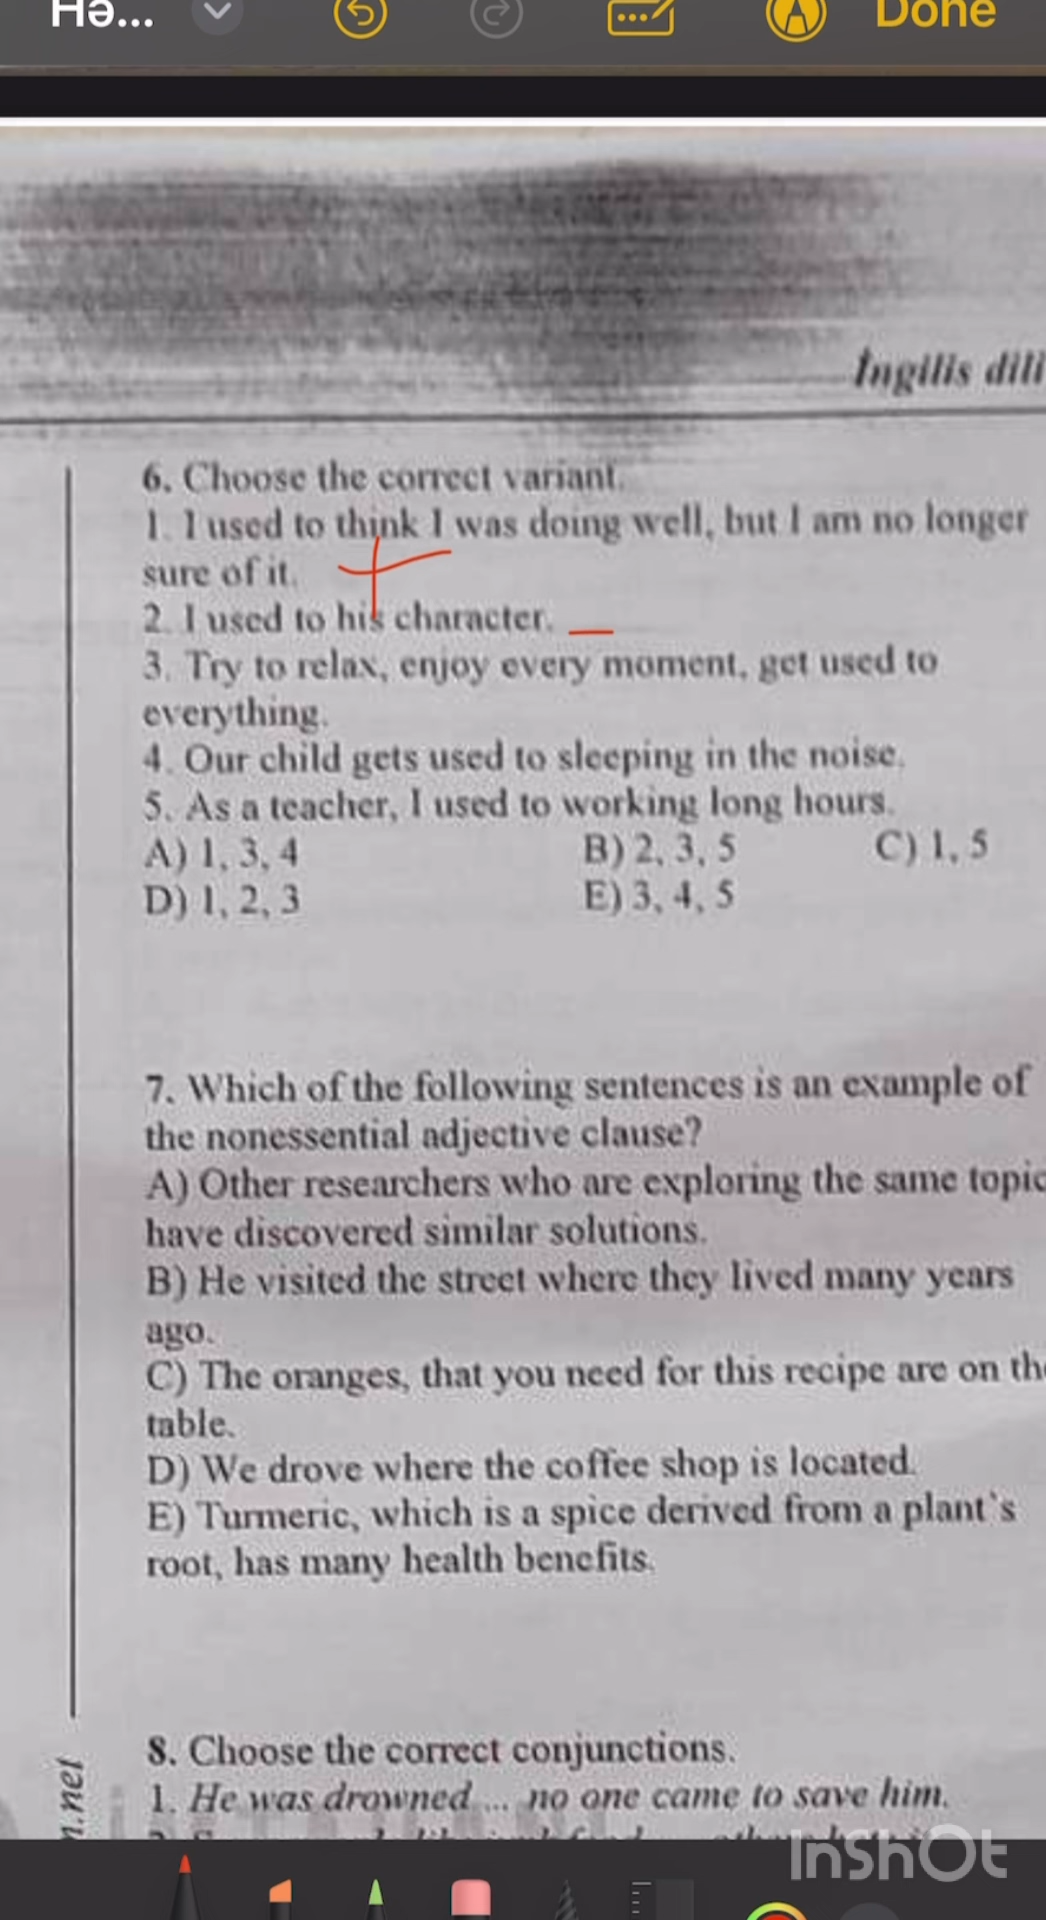 Hə...
Done
İngilis dili
6. Choose the correct variant.
1. I used to think I was doing well, but I am no longer
sure of it.
2. I used to his character.
3. Try to relax, enjoy every moment, get used to
everything.
4. Our child gets used to sleeping in the noise.
5. As a teacher, I used to working long hours.
A) 1, 3, 4 B) 2, 3, 5 C) 1, 5
D) 1, 2, 3 E) 3, 4, 5
7. Which of the following sentences is an example of
the nonessential adjective clause?
A) Other researchers who are exploring the same topic
have discovered similar solutions.
B) He visited the street where they lived many years
ago.
C) The oranges, that you need for this recipe are on the
table.
D) We drove where the coffee shop is located.
E) Turmeric, which is a spice derived from a plant`s
root, has many health benefits.
8. Choose the correct conjunctions.
1. He was drowned ... no one came to save him.
n.net
InShOt